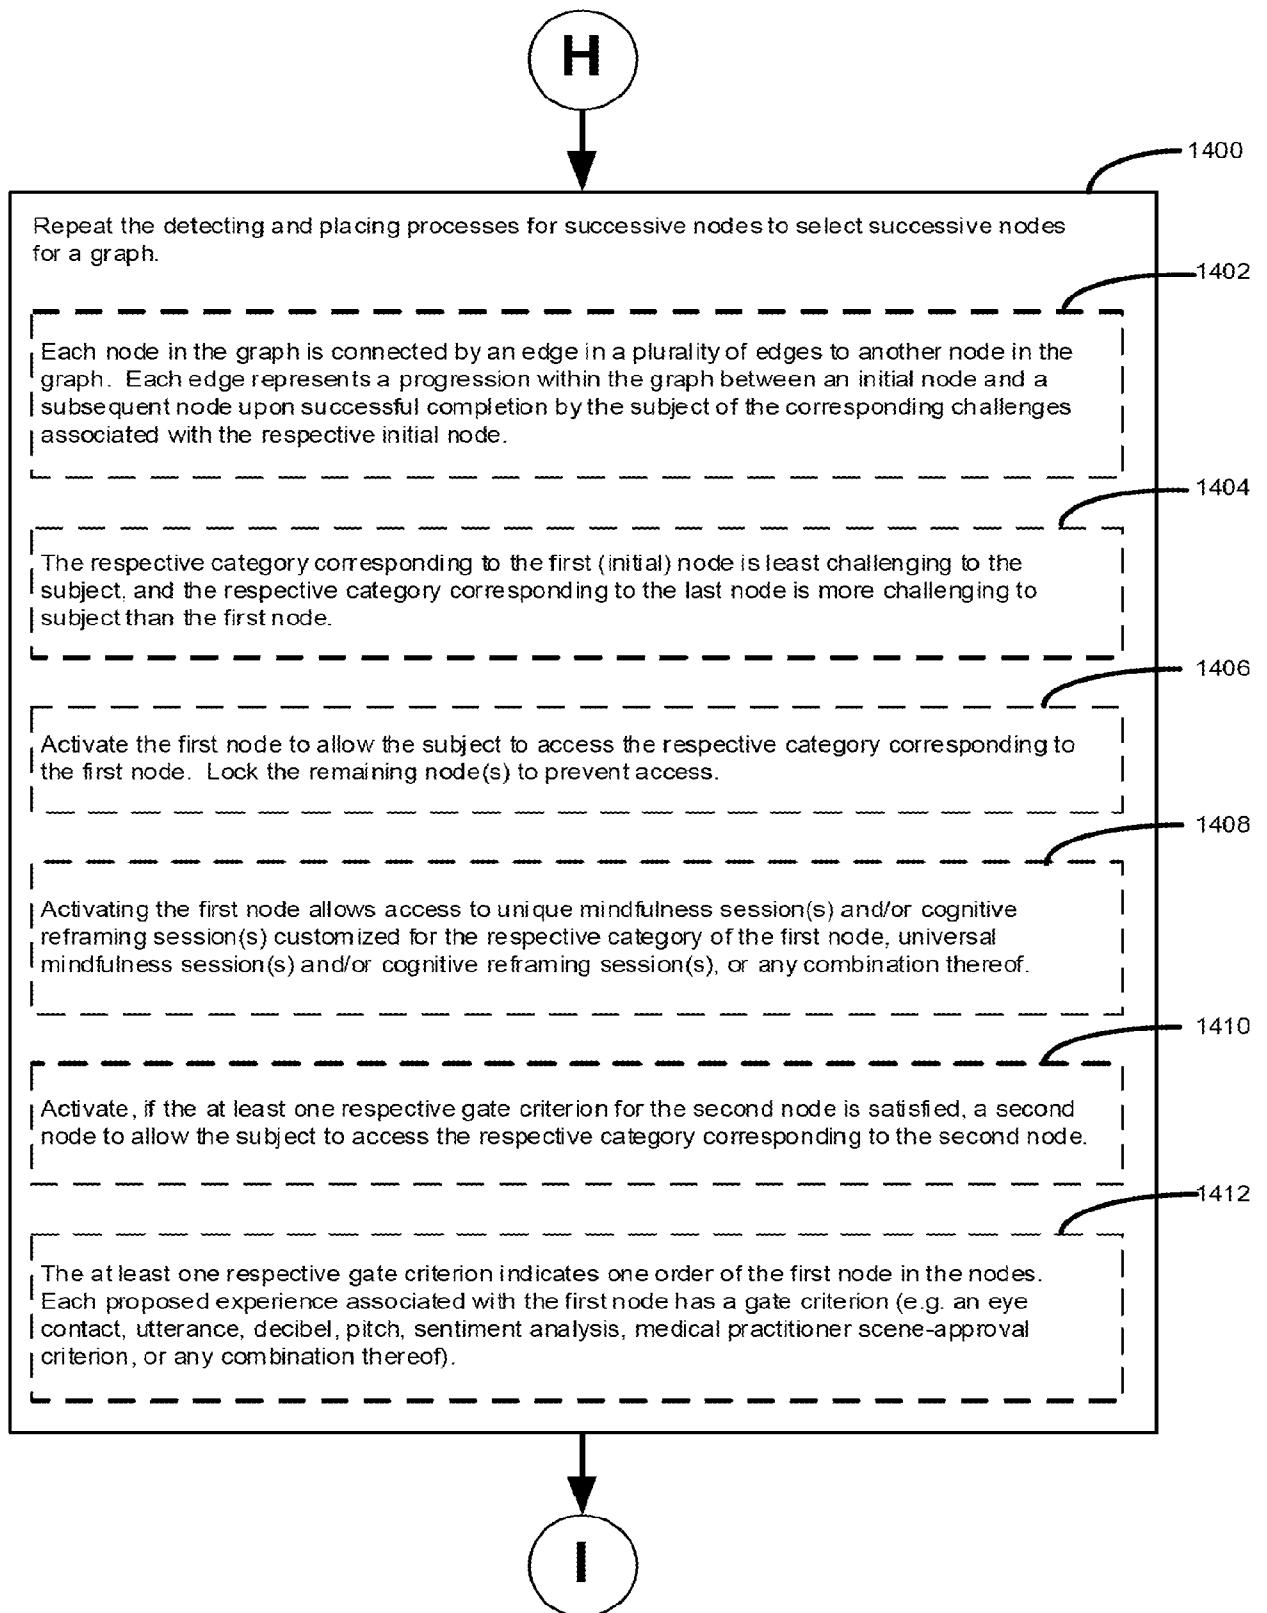 H
1400
Repeat the detecting and placing processes for successive nodes to select successive nodes
for a graph.
1402
Each node in the graph is connected by an edge in a plurality of edges to another node in the
graph. Each edge represents a progression within the graph between an initial node and a
subsequent node upon successful completion by the subject of the corresponding challenges
associated with the respective initial node.
1404
The respective category corresponding to the first (initial) node is least challenging to the
subject, and the respective category corresponding to the last node is more challenging to
subject than the first node.
1406
Activate the first node to allow the subject to access the respective category corresponding to
the first node. Lock the remaining node(s) to prevent access.
1408
Activating the first node allows access to unique mindfulness session(s) and/or cognitive
reframing session(s) customized for the respective category of the first node, universal
mindfulness session(s) and/or cognitive reframing session(s), or any combination thereof.
1410
Activate, if the at least one respective gate criterion for the second node is satisfied, a second
node to allow the subject to access the respective category corresponding to the second node.
1412
The at least one respective gate criterion indicates one order of the first node in the nodes.
Each proposed experience associated with the first node has a gate criterion (e.g. an eye
contact, utterance, decibel, pitch, sentiment analysis, medical practitioner scene-approval
criterion, or any combination thereof).
I